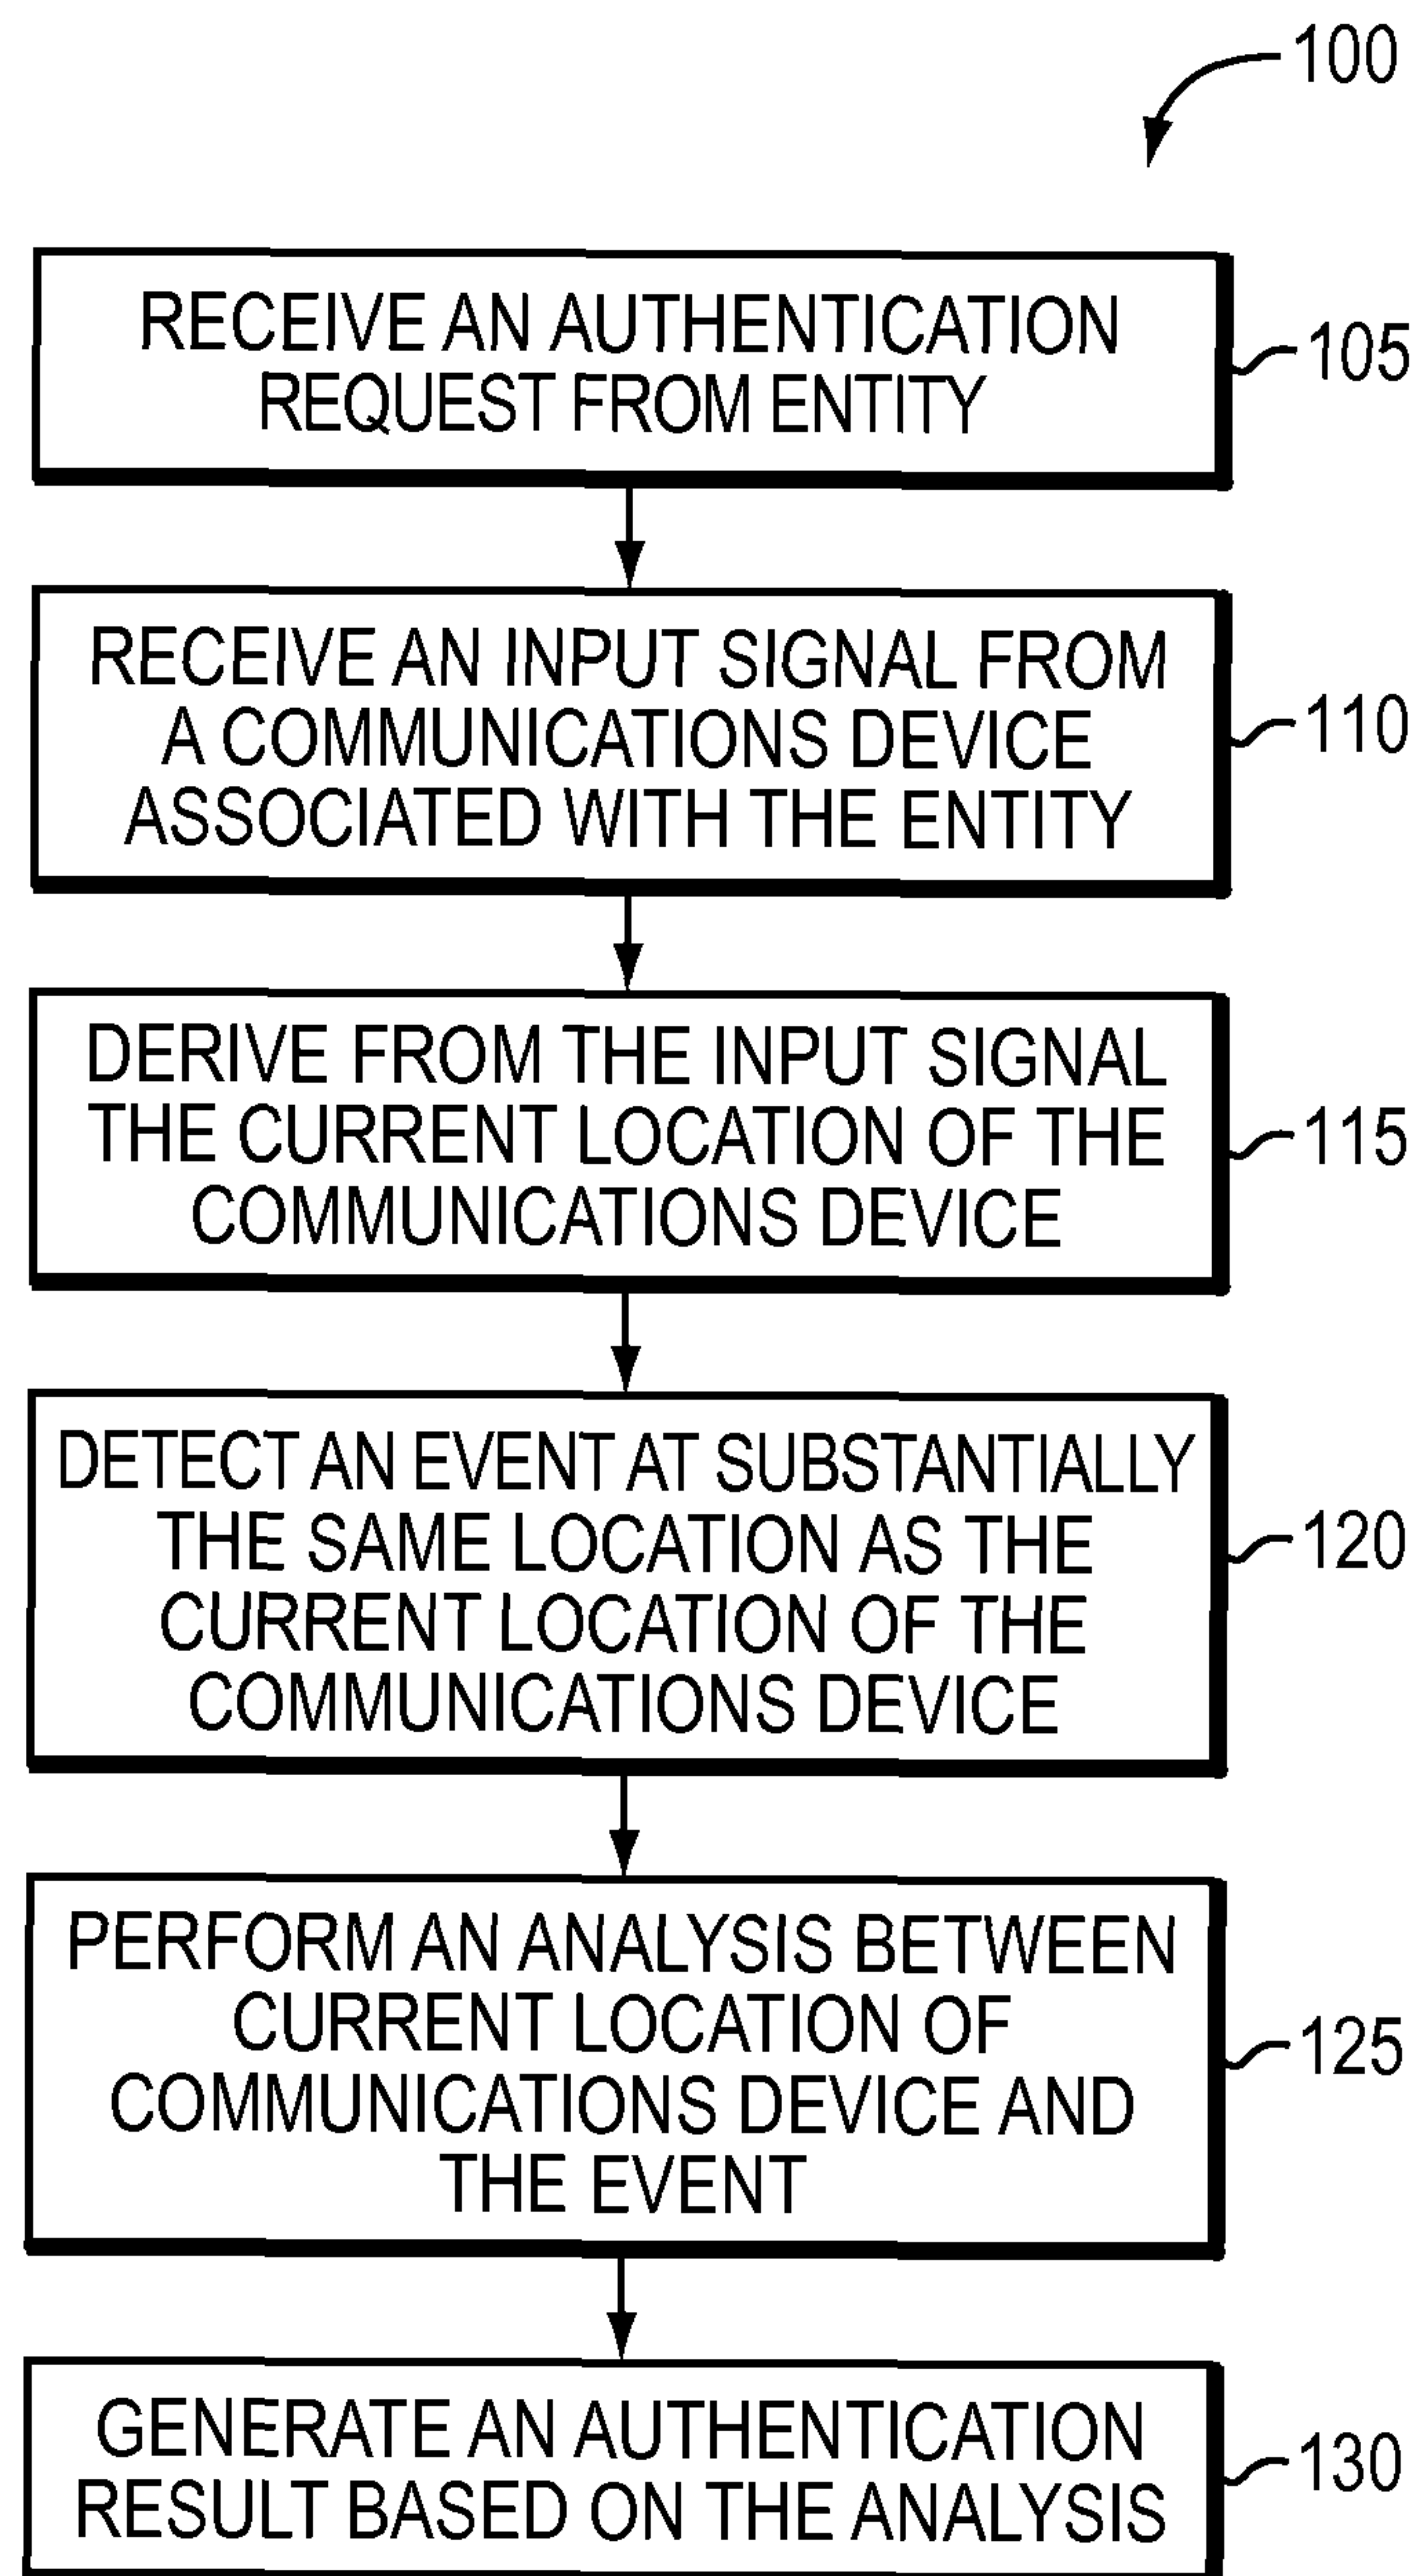 100
RECEIVE AN AUTHENTICATION
REQUEST FROM ENTITY
105
RECEIVE AN INPUT SIGNAL FROM
A COMMUNICATIONS DEVICE
ASSOCIATED WITH THE ENTITY
110
DERIVE FROM THE INPUT SIGNAL
THE CURRENT LOCATION OF THE
COMMUNICATIONS DEVICE
115
DETECT AN EVENT AT SUBSTANTIALLY
THE SAME LOCATION AS THE
CURRENT LOCATION OF THE
COMMUNICATIONS DEVICE
120
PERFORM AN ANALYSIS BETWEEN
CURRENT LOCATION OF
COMMUNICATIONS DEVICE AND
THE EVENT
125
GENERATE AN AUTHENTICATION
RESULT BASED ON THE ANALYSIS
130